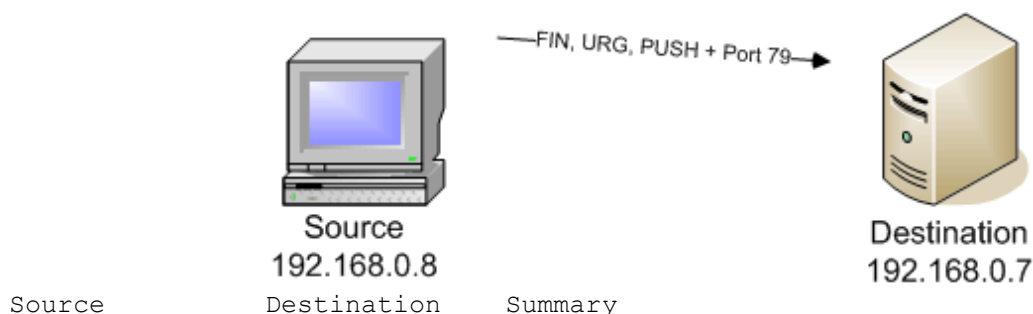 FIN, URG, PUSH + Port 79
Source
192.168.0.8
Destination
192.168.0.7
Source Destination Summary